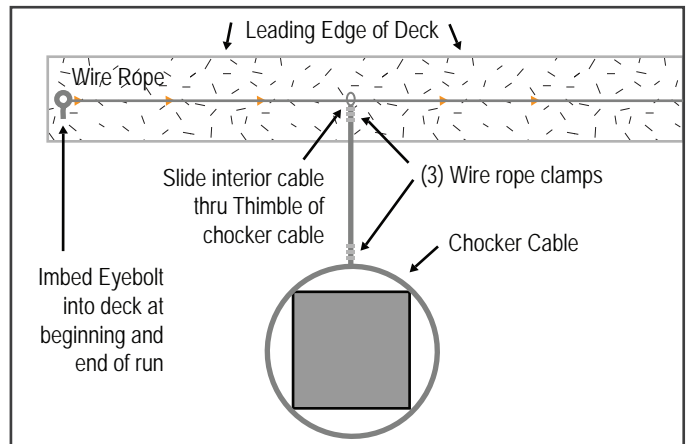 Leading Edge of Deck
Wire Rope
Slide interior cable
thru Thimble of
chocker cable
(3) Wire rope clamps
Chocker Cable
Imbed Eyebolt
into deck at
beginning and
end of run